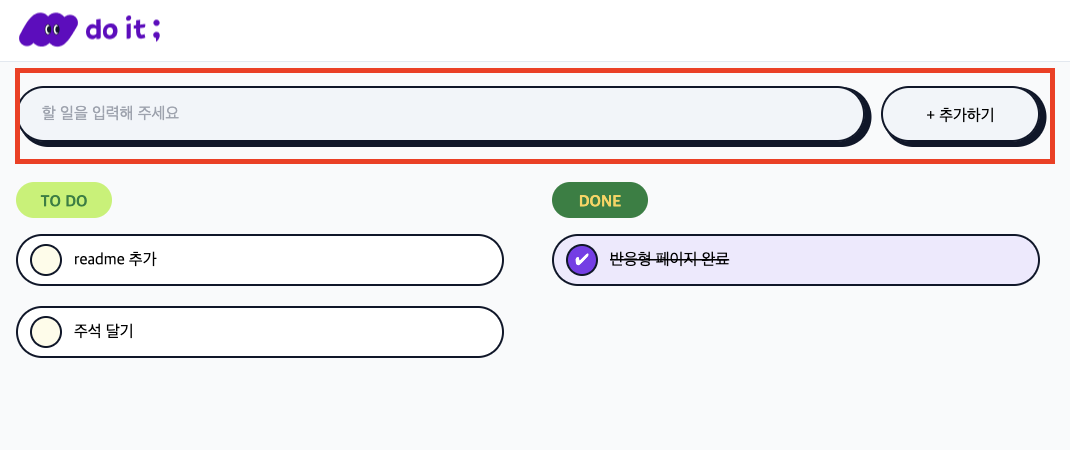 do it ;
할 일을 입력해 주세요
+ 추가하기
TO DO
DONE
readme 추가
반응형 페이지 완료
주석 달기